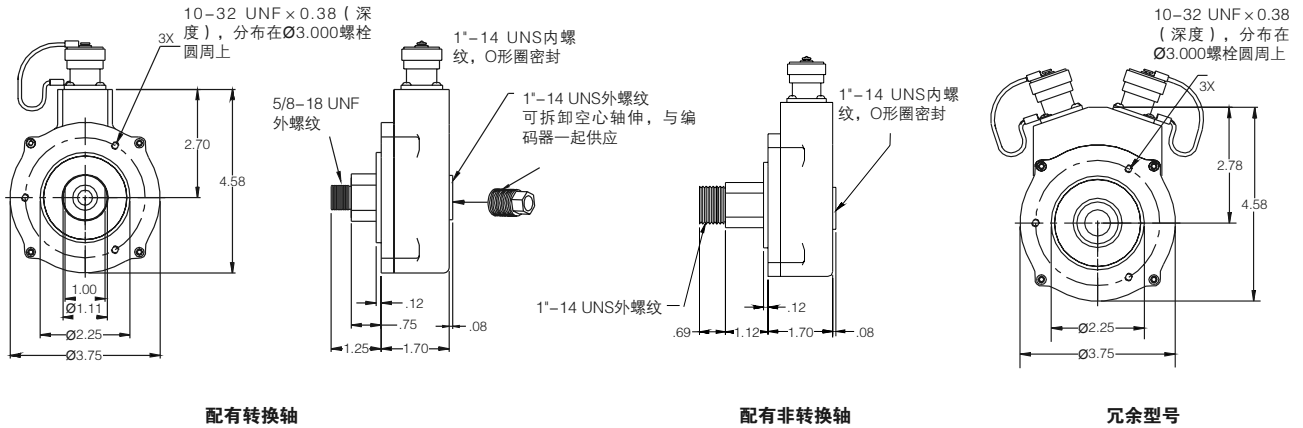 10-32 UNF×0.38(深
度),分布在Ø3.000螺栓
圆周上
3X
2.70
4.58
1.00
Ø1.11
Ø2.25
Ø3.75
1"-14 UNS内螺
纹,O形圈密封
5/8-18 UNF
外螺纹
1"-14 UNS外螺纹
可拆卸空心轴伸,与编
码器一起供应
.12
.75
.08
1.25
1.70
1"-14 UNS内螺
纹,O形圈密封
1"-14 UNS外螺纹
.12
.69
1.12
1.70
.08
10-32 UNF×0.38
(深度),分布在
Ø3.000螺栓圆周上
3X
2.78
4.58
Ø2.25
Ø3.75
配有转换轴
配有非转换轴
冗余型号